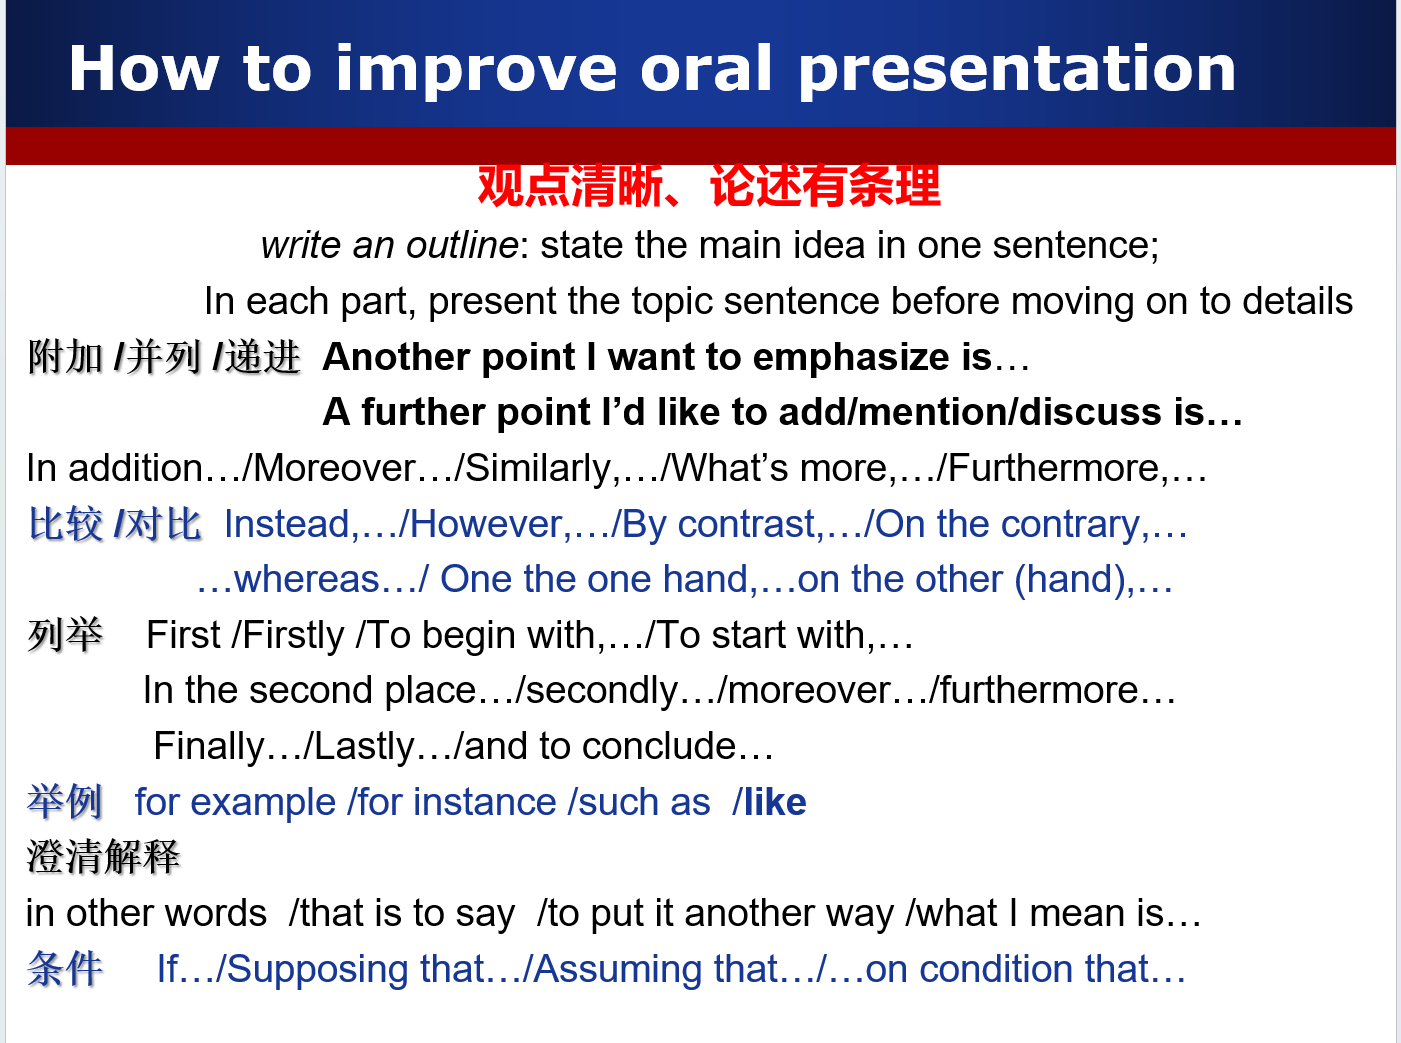 How to improve oral presentation
观点清晰、论述有条理
write an outline: state the main idea in one sentence;
In each part, present the topic sentence before moving on to details
附加 /并列 /递进 Another point I want to emphasize is…
A further point I’d like to add/mention/discuss is…
In addition…/Moreover…/Similarly,…/What’s more,…/Furthermore,…
比较 /对比 Instead,…/However,…/By contrast,…/On the contrary,…
…whereas…/ One the one hand,…on the other (hand),…
列举 First /Firstly /To begin with,…/To start with,…
In the second place…/secondly…/moreover…/furthermore…
Finally…/Lastly…/and to conclude…
举例 for example /for instance /such as /like
澄清解释
in other words /that is to say /to put it another way /what I mean is…
条件 If…/Supposing that…/Assuming that…/…on condition that…